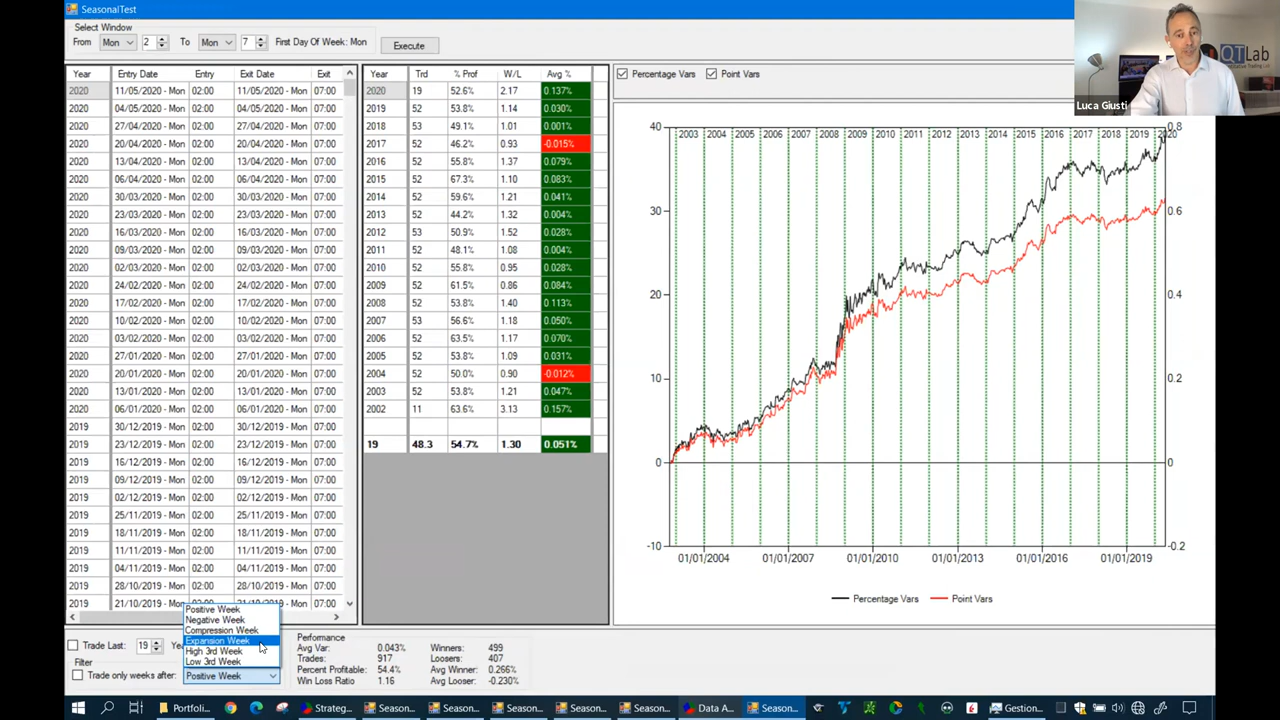 SeasonalTest
Select Window
From Mon 2 To Mon 7 First Day Of Week: Mon Execute
Year Entry Date Entry Exit Date Exit
2020 11/05/2020 - Mon 02:00 11/05/2020 - Mon 07:00
2020 04/05/2020 - Mon 02:00 04/05/2020 - Mon 07:00
2020 27/04/2020 - Mon 02:00 27/04/2020 - Mon 07:00
2020 20/04/2020 - Mon 02:00 20/04/2020 - Mon 07:00
2020 13/04/2020 - Mon 02:00 13/04/2020 - Mon 07:00
2020 06/04/2020 - Mon 02:00 06/04/2020 - Mon 07:00
2020 30/03/2020 - Mon 02:00 30/03/2020 - Mon 07:00
2020 23/03/2020 - Mon 02:00 23/03/2020 - Mon 07:00
2020 16/03/2020 - Mon 02:00 16/03/2020 - Mon 07:00
2020 09/03/2020 - Mon 02:00 09/03/2020 - Mon 07:00
2020 02/03/2020 - Mon 02:00 02/03/2020 - Mon 07:00
2020 24/02/2020 - Mon 02:00 24/02/2020 - Mon 07:00
2020 17/02/2020 - Mon 02:00 17/02/2020 - Mon 07:00
2020 10/02/2020 - Mon 02:00 10/02/2020 - Mon 07:00
2020 03/02/2020 - Mon 02:00 03/02/2020 - Mon 07:00
2020 27/01/2020 - Mon 02:00 27/01/2020 - Mon 07:00
2020 20/01/2020 - Mon 02:00 20/01/2020 - Mon 07:00
2020 13/01/2020 - Mon 02:00 13/01/2020 - Mon 07:00
2020 06/01/2020 - Mon 02:00 06/01/2020 - Mon 07:00
2019 30/12/2019 - Mon 02:00 30/12/2019 - Mon 07:00
2019 23/12/2019 - Mon 02:00 23/12/2019 - Mon 07:00
2019 16/12/2019 - Mon 02:00 16/12/2019 - Mon 07:00
2019 09/12/2019 - Mon 02:00 09/12/2019 - Mon 07:00
2019 02/12/2019 - Mon 02:00 02/12/2019 - Mon 07:00
2019 25/11/2019 - Mon 02:00 25/11/2019 - Mon 07:00
2019 18/11/2019 - Mon 02:00 18/11/2019 - Mon 07:00
2019 11/11/2019 - Mon 02:00 11/11/2019 - Mon 07:00
2019 04/11/2019 - Mon 02:00 04/11/2019 - Mon 07:00
2019 28/10/2019 - Mon 02:00 28/10/2019 - Mon 07:00
2019 21/10/2019 - Mon 02:00 21/10/2019 - Mon 07:00
Year Trd % Prof W/L Avg %
2020 19 52.6% 2.17 0.137%
2019 52 53.8% 1.14 0.030%
2018 53 49.1% 1.01 0.001%
2017 52 46.2% 0.93 -0.015%
2016 52 55.8% 1.37 0.079%
2015 52 67.3% 1.10 0.083%
2014 52 59.6% 1.21 0.041%
2013 52 44.2% 1.32 0.004%
2012 53 50.9% 1.52 0.028%
2011 52 48.1% 1.08 0.004%
2010 52 55.8% 0.95 0.028%
2009 52 61.5% 0.86 0.084%
2008 52 53.8% 1.40 0.113%
2007 53 56.6% 1.18 0.050%
2006 52 63.5% 1.17 0.070%
2005 52 53.8% 1.09 0.031%
2004 52 50.0% 0.90 -0.012%
2003 52 53.8% 1.21 0.047%
2002 11 63.6% 3.13 0.157%
19 48.3 54.7% 1.30 0.051%
Percentage Vars Point Vars
2003 2004 2005 2006 2007 2008 2009 2010 2011 2012 2013 2014 2015 2016 2017 2018 2019
40 0.8
30 0.6
20 0.4
10 0.2
0 0
-10 -0.2
01/01/2004 01/01/2007 01/01/2010 01/01/2013 01/01/2016 01/01/2019
Percentage Vars Point Vars
Luca Giusti
QTLab
Positive Week
Negative Week
Compression Week
Expansion Week
High 3rd Week
Low 3rd Week
Trade Last: 19
Filter
Trade only weeks after: Positive Week
Performance
Avg Var: 0.043% Winners: 499
Trades: 917 Losers: 407
Percent Profitable: 54.4% Avg Winner: 0.266%
Win Loss Ratio 1.16 Avg Looser: -0.230%
Portfoli... Strateg... Season... Season... Season... Season... Data A... Season... Gestion...